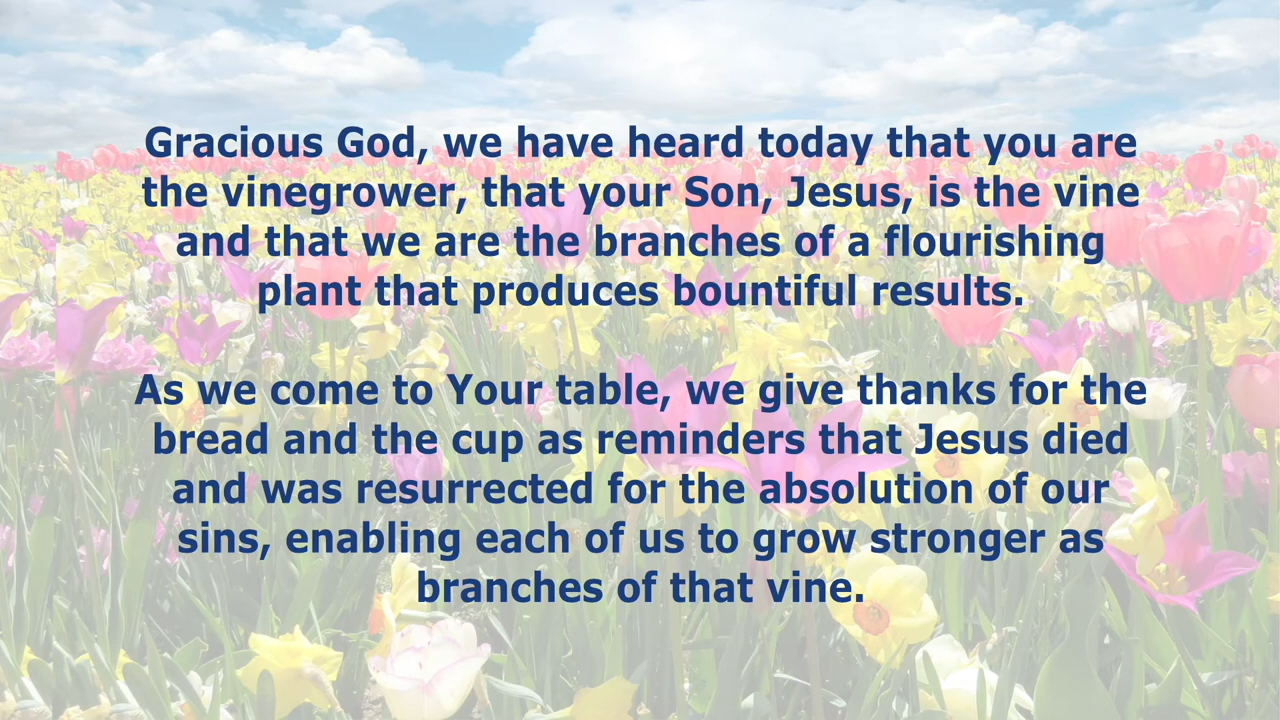 Gracious God, we have heard today that you are
the vinegrower, that your Son, Jesus, is the vine
and that we are the branches of a flourishing
plant that produces bountiful results.
As we come to Your table, we give thanks for the
bread and the cup as reminders that Jesus died
and was resurrected for the absolution of our
sins, enabling each of us to grow stronger as
branches of that vine.